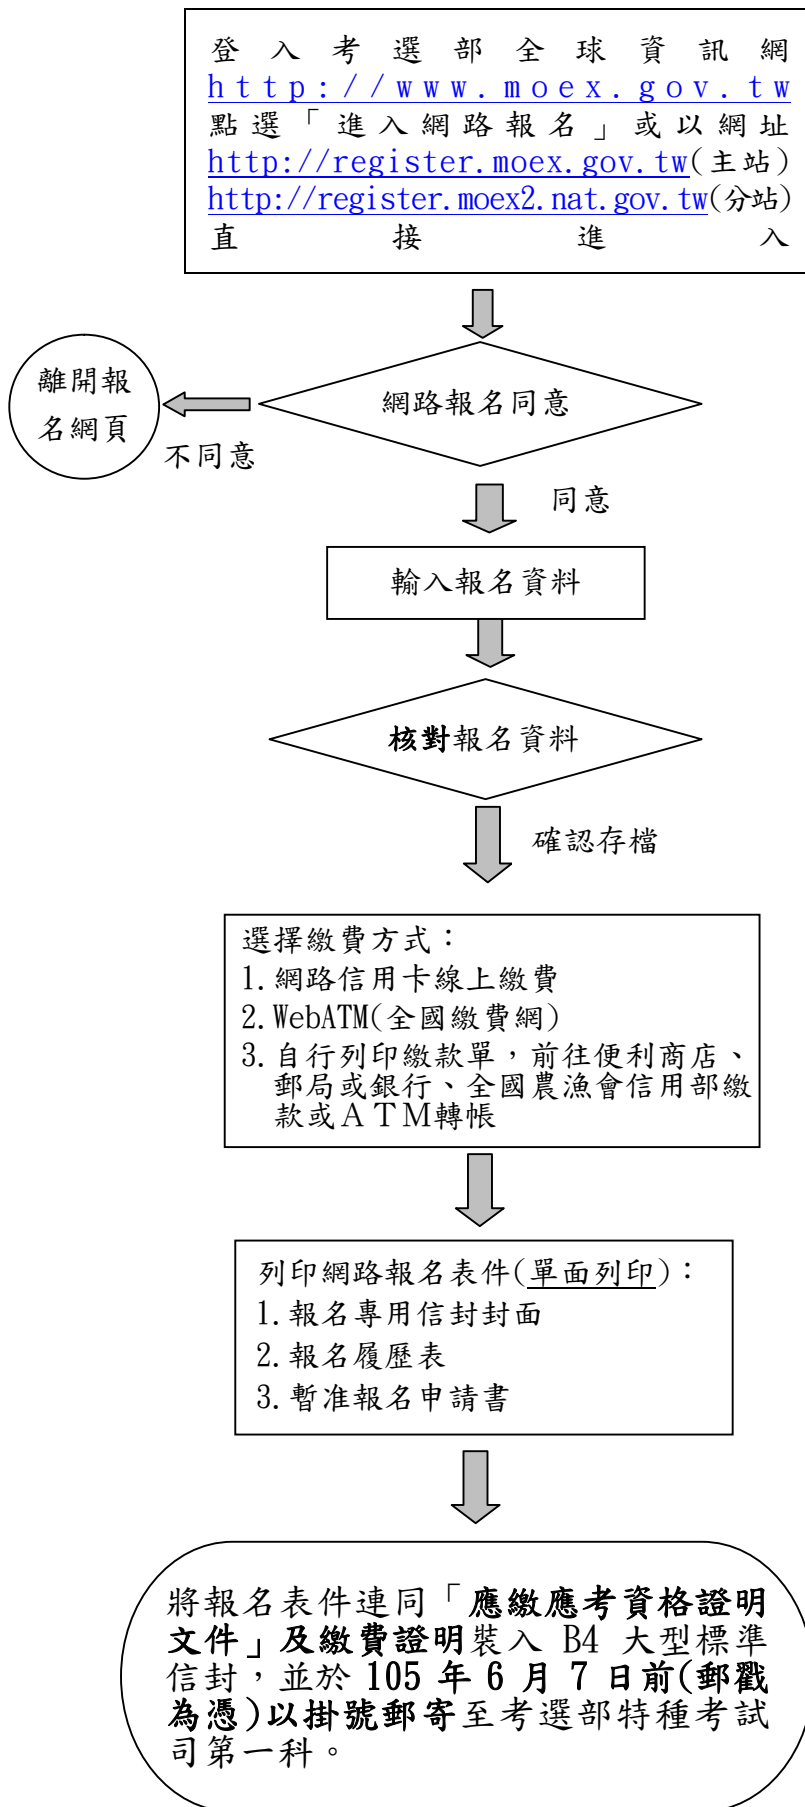 登入考選部全球資訊網
http://www.moex.gov.tw
點選「進入網路報名」或以網址
http://register.moex.gov.tw(主站)
http://register.moex2.nat.gov.tw(分站)
直接進入
網路報名同意
離開報
名網頁
不同意
同意
輸入報名資料
核對報名資料
確認存檔
選擇繳費方式：
1.網路信用卡線上繳費
2.WebATM(全國繳費網)
3.自行列印繳款單，前往便利商店、
郵局或銀行、全國農漁會信用部繳
款或ＡＴＭ轉帳
列印網路報名表件(單面列印)：
1.報名專用信封封面
2.報名履歷表
3.暫准報名申請書
將報名表件連同「應繳應考資格證明
文件」及繳費證明裝入 B4 大型標準
信封，並於 105 年 6 月 7 日前(郵戳
為憑)以掛號郵寄至考選部特種考試
司第一科。